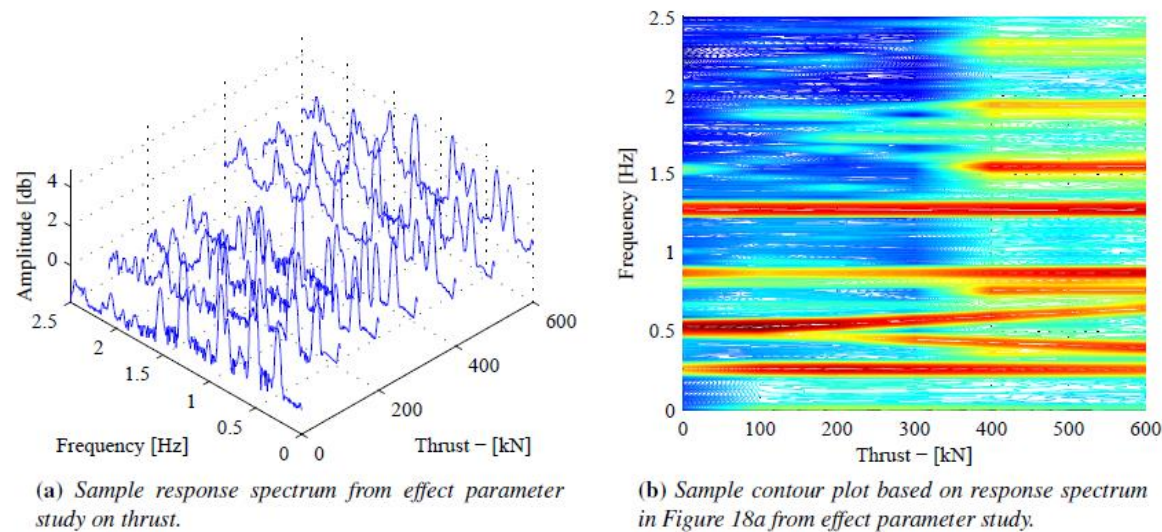 4
2
0
Amplitude [db]
2.5
2
1.5
1
0.5
0
Frequency [Hz]
0
200
400
600
Thrust – [kN]
(a) Sample response spectrum from effect parameter
study on thrust.
2.5
2
1.5
1
0.5
0
Frequency [Hz]
0
100
200
300
400
500
600
Thrust – [kN]
(b) Sample contour plot based on response spectrum
in Figure 18a from effect parameter study.